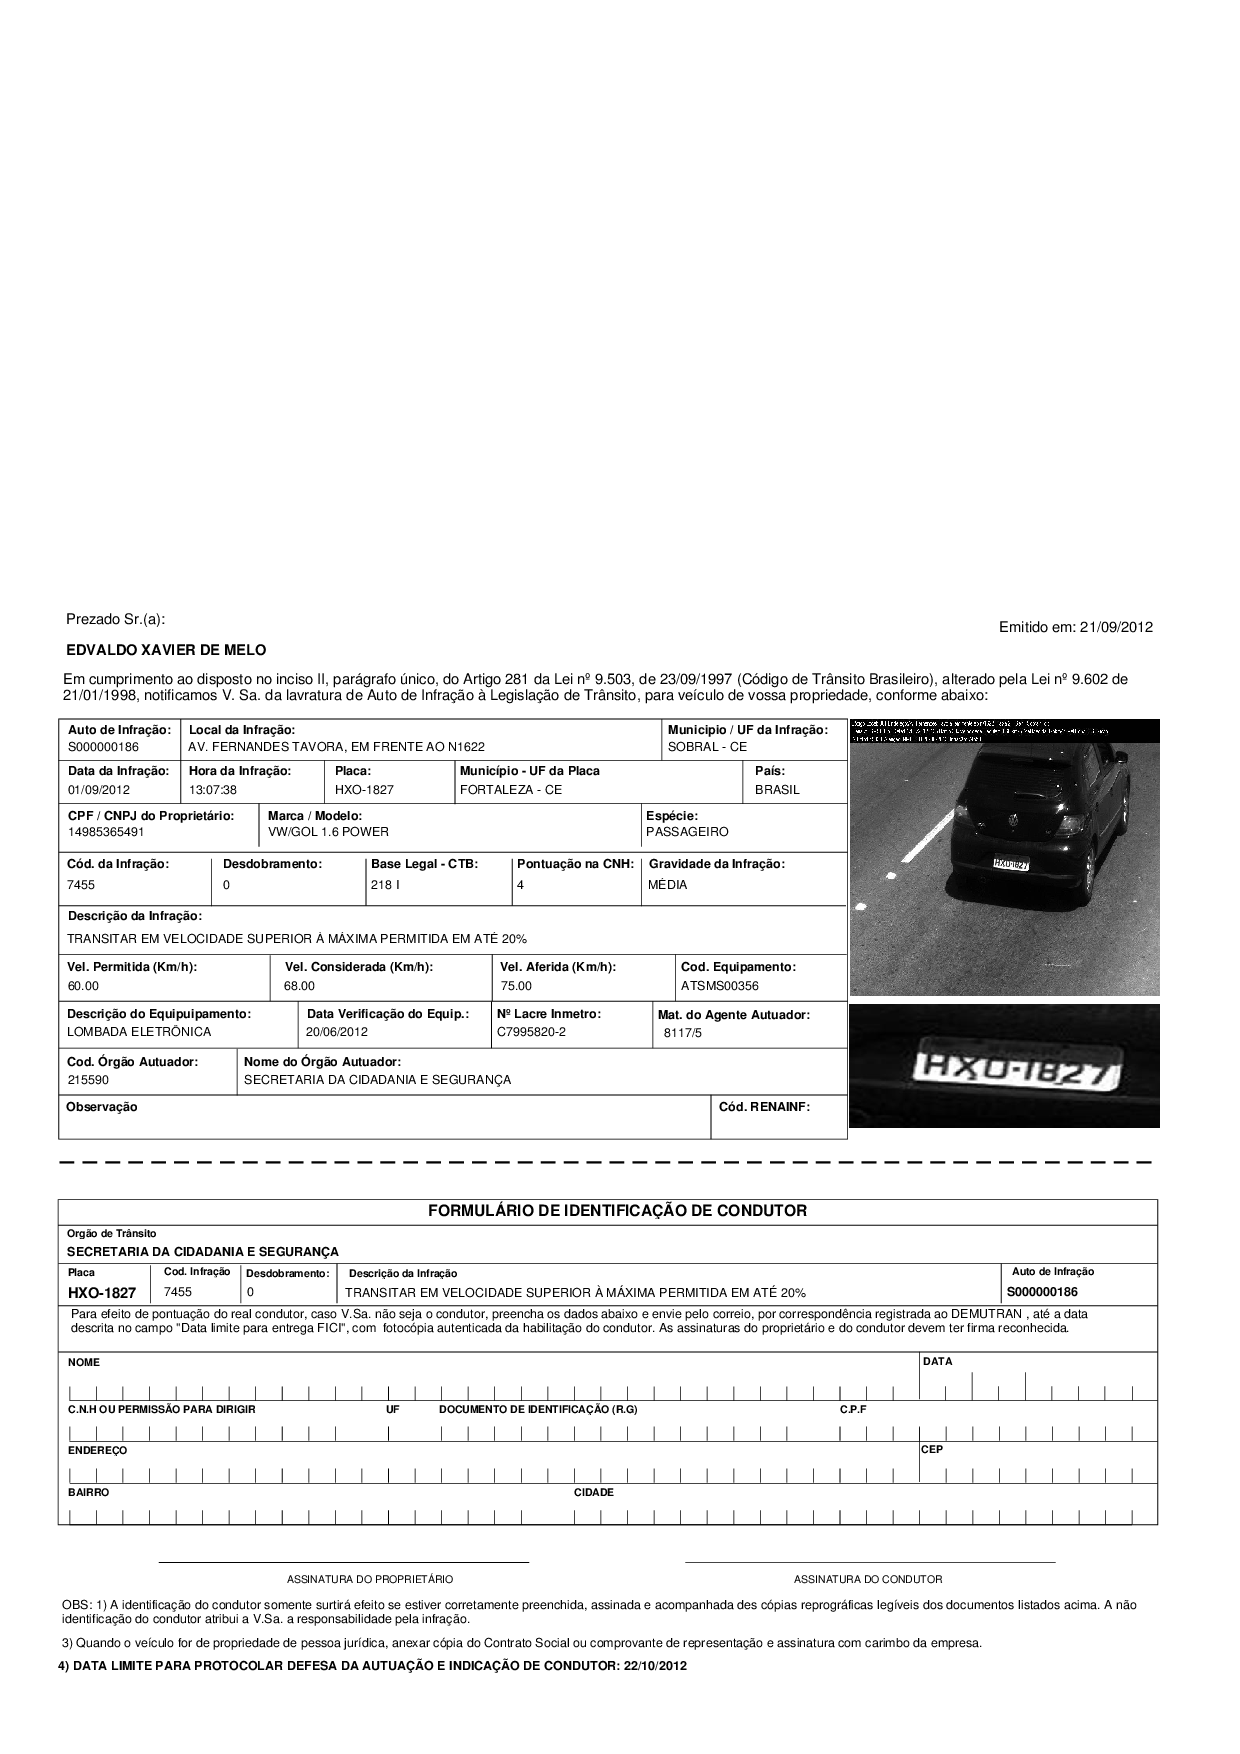 Prezado Sr.(a):
Emitido em: 21/09/2012
EDVALDO XAVIER DE MELO
Em cumprimento ao disposto no inciso II, parágrafo único, do Artigo 281 da Lei nº 9.503, de 23/09/1997 (Código de Trânsito Brasileiro), alterado pela Lei nº 9.602 de
21/01/1998, notificamos V. Sa. da lavratura de Auto de Infração à Legislação de Trânsito, para veículo de vossa propriedade, conforme abaixo:
Auto de Infração: Local da Infração: Municipio / UF da Infração:
S000000186 AV. FERNANDES TAVORA, EM FRENTE AO N1622 SOBRAL - CE
Data da Infração: Hora da Infração: Placa: Município - UF da Placa País:
01/09/2012 13:07:38 HXO-1827 FORTALEZA - CE BRASIL
CPF / CNPJ do Proprietário: Marca / Modelo: Espécie:
14985365491 VW/GOL 1.6 POWER PASSAGEIRO
Cód. da Infração: Desdobramento: Base Legal - CTB: Pontuação na CNH: Gravidade da Infração:
7455 0 218 I 4 MÉDIA
Descrição da Infração:
TRANSITAR EM VELOCIDADE SUPERIOR À MÁXIMA PERMITIDA EM ATÉ 20%
Vel. Permitida (Km/h): Vel. Considerada (Km/h): Vel. Aferida (Km/h): Cod. Equipamento:
60.00 68.00 75.00 ATSMS00356
Descrição do Equipuipamento: Data Verificação do Equip.: Nº Lacre Inmetro: Mat. do Agente Autuador:
LOMBADA ELETRÔNICA 20/06/2012 C7995820-2 8117/5
Cod. Órgão Autuador: Nome do Órgão Autuador:
215590 SECRETARIA DA CIDADANIA E SEGURANÇA
Observação Cód. RENAINF:
HXO-1827
HXO-1827
FORMULÁRIO DE IDENTIFICAÇÃO DE CONDUTOR
Orgão de Trânsito
SECRETARIA DA CIDADANIA E SEGURANÇA
Placa Cod. Infração Desdobramento: Descrição da Infração Auto de Infração
HXO-1827 7455 0 TRANSITAR EM VELOCIDADE SUPERIOR À MÁXIMA PERMITIDA EM ATÉ 20% S000000186
Para efeito de pontuação do real condutor, caso V.Sa. não seja o condutor, preencha os dados abaixo e envie pelo correio, por correspondência registrada ao DEMUTRAN , até a data
descrita no campo "Data limite para entrega FICI", com fotocópia autenticada da habilitação do condutor. As assinaturas do proprietário e do condutor devem ter firma reconhecida.
NOME DATA
C.N.H OU PERMISSÃO PARA DIRIGIR UF DOCUMENTO DE IDENTIFICAÇÃO (R.G) C.P.F
ENDEREÇO CEP
BAIRRO CIDADE
ASSINATURA DO PROPRIETÁRIO ASSINATURA DO CONDUTOR
OBS: 1) A identificação do condutor somente surtirá efeito se estiver corretamente preenchida, assinada e acompanhada des cópias reprográficas legíveis dos documentos listados acima. A não
identificação do condutor atribui a V.Sa. a responsabilidade pela infração.
3) Quando o veículo for de propriedade de pessoa jurídica, anexar cópia do Contrato Social ou comprovante de representação e assinatura com carimbo da empresa.
4) DATA LIMITE PARA PROTOCOLAR DEFESA DA AUTUAÇÃO E INDICAÇÃO DE CONDUTOR: 22/10/2012